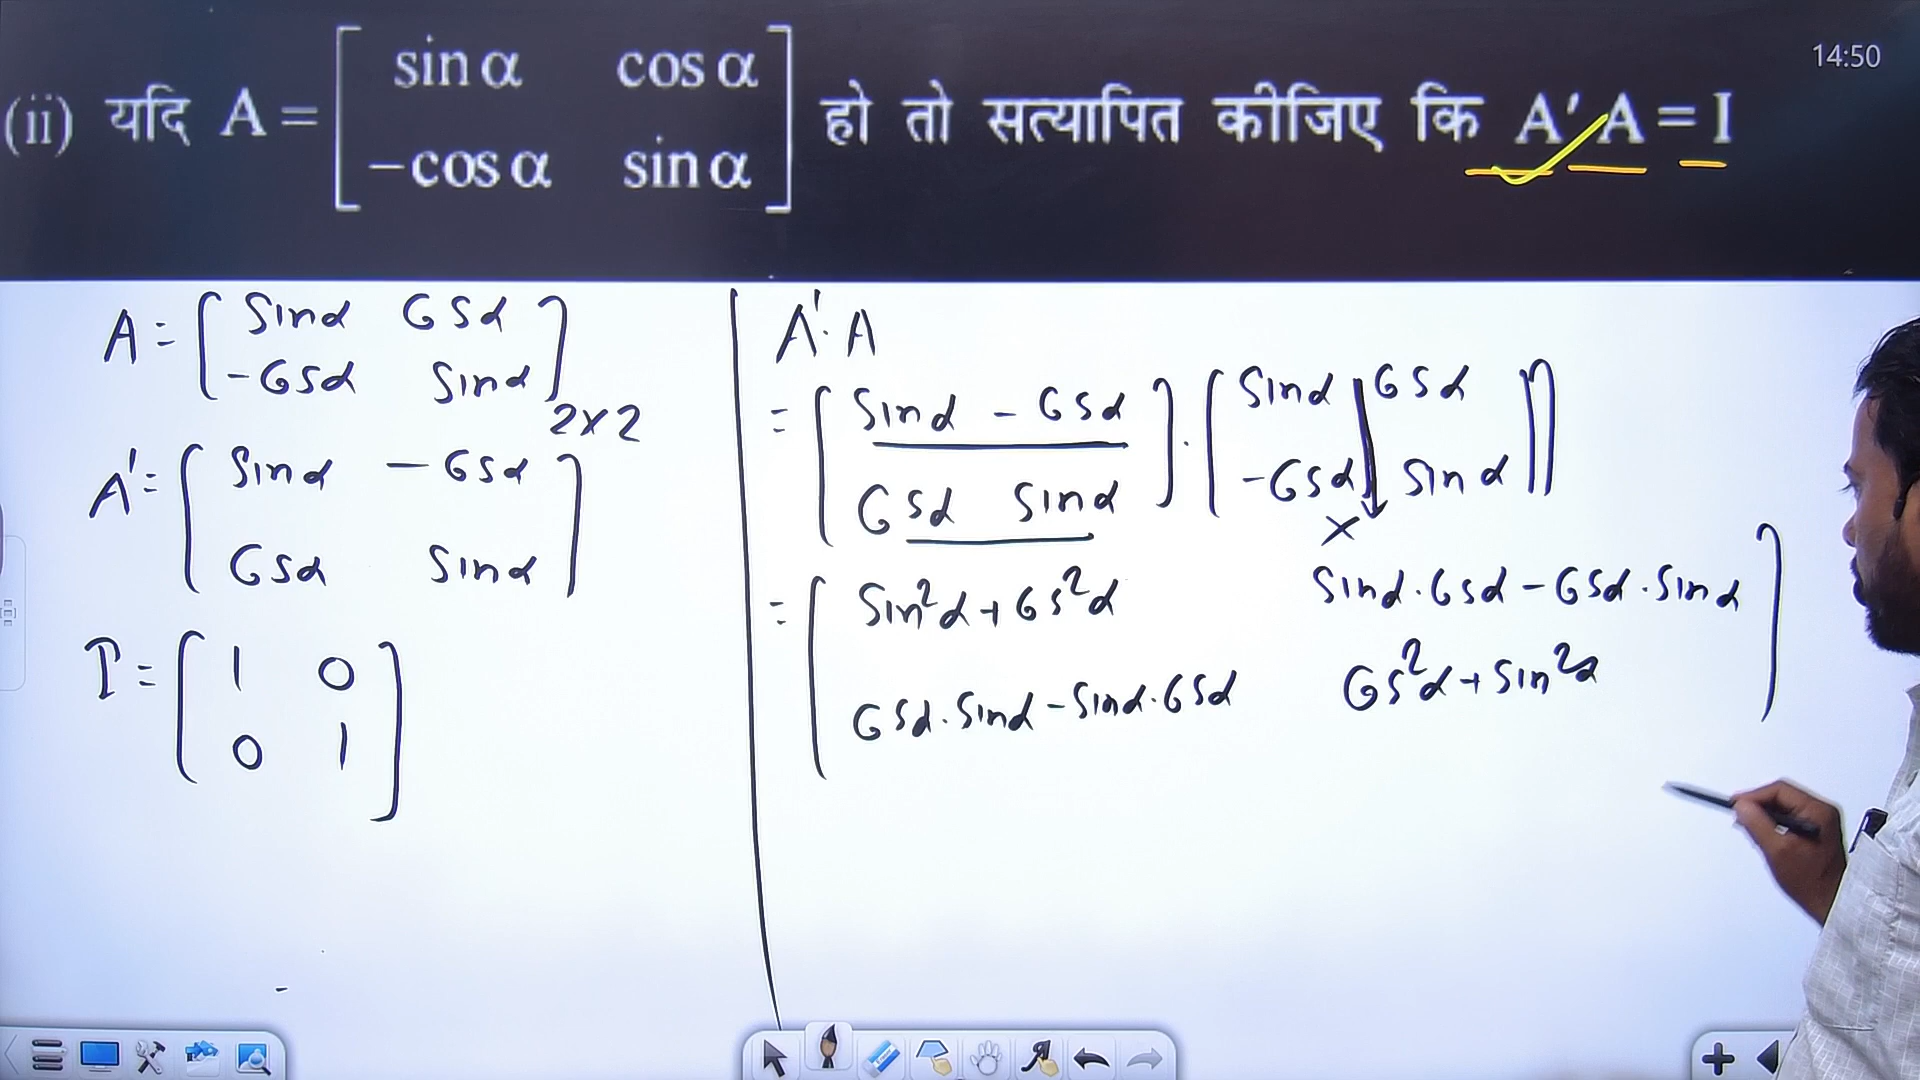 14:50
(ii) यदि A = [ sin α cos α
-cos α sin α ] हो तो सत्यापित कीजिए कि A' A = I
A = [ Sinα Cosα
-Cosα Sinα ] 2×2
A' = [ Sinα - Cosα
Cosα Sinα ]
I = [ 1 0
0 1 ]
A'. A
= [ Sinα - Cosα
Cosα Sinα ] . [ Sinα Cosα
-Cosα Sinα ]
×
= [ Sin²α + Cos²α Sinα . Cosα - Cosα . Sinα
Cosα . Sinα - Sinα . Cosα Cos²α + Sin²α ]